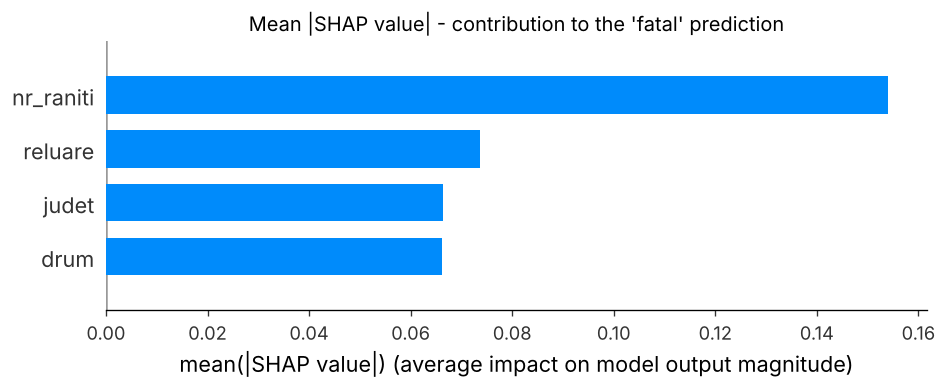 Mean |SHAP value| - contribution to the 'fatal' prediction
nr_raniti
reluare
judet
drum
0.00 0.02 0.04 0.06 0.08 0.10 0.12 0.14 0.16
mean(|SHAP value|) (average impact on model output magnitude)